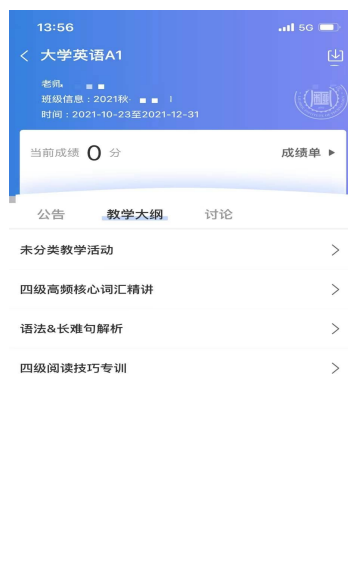 13:56
5G
大学英语A1
老师
班级信息：2021秋·
时间：2021-10-23至2021-12-31
当前成绩 0 分
成绩单
公告 教学大纲 讨论
未分类教学活动
四级高频核心词汇精讲
语法&长难句解析
四级阅读技巧专训